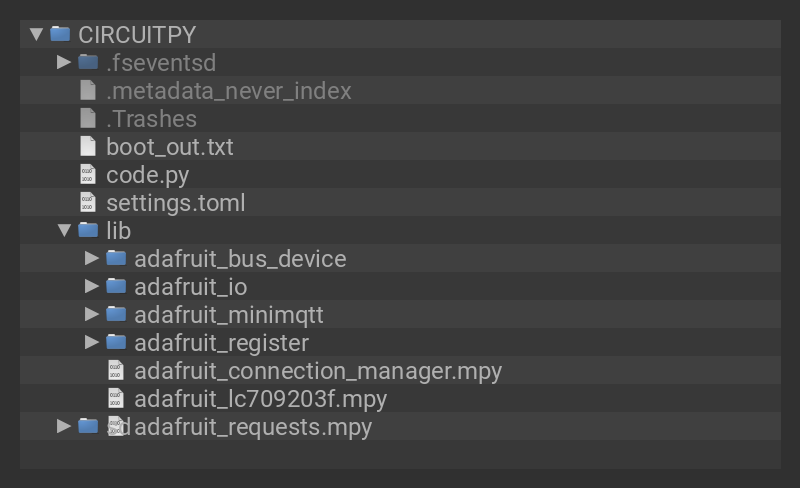 CIRCUITPY
.fseventsd
.metadata_never_index
.Trashes
boot_out.txt
code.py
settings.toml
lib
adafruit_bus_device
adafruit_io
adafruit_minimqtt
adafruit_register
adafruit_connection_manager.mpy
adafruit_lc709203f.mpy
adafruit_requests.mpy